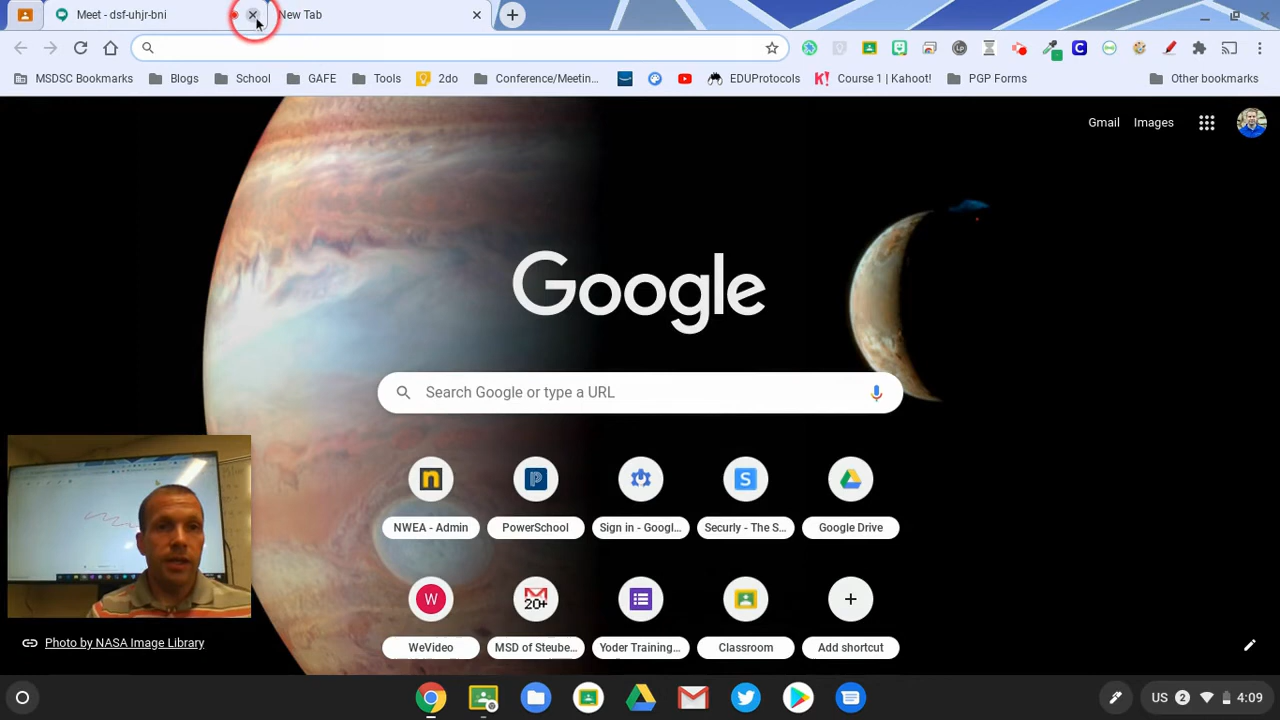 Meet - dsf-uhjr-bni
New Tab
MSDSC Bookmarks
Blogs
School
GAFE
Tools
2do
Conference/Meetin...
EDUProtocols
K!
Course 1 | Kahoot!
PGP Forms
Other bookmarks
Gmail
Images
Google
Search Google or type a URL
n
P
S
NWEA - Admin
PowerSchool
Sign in - Googl...
Securly - The S...
Google Drive
W
20+
WeVideo
MSD of Steube...
Yoder Training...
Classroom
Add shortcut
Photo by NASA Image Library
US
2
4:09